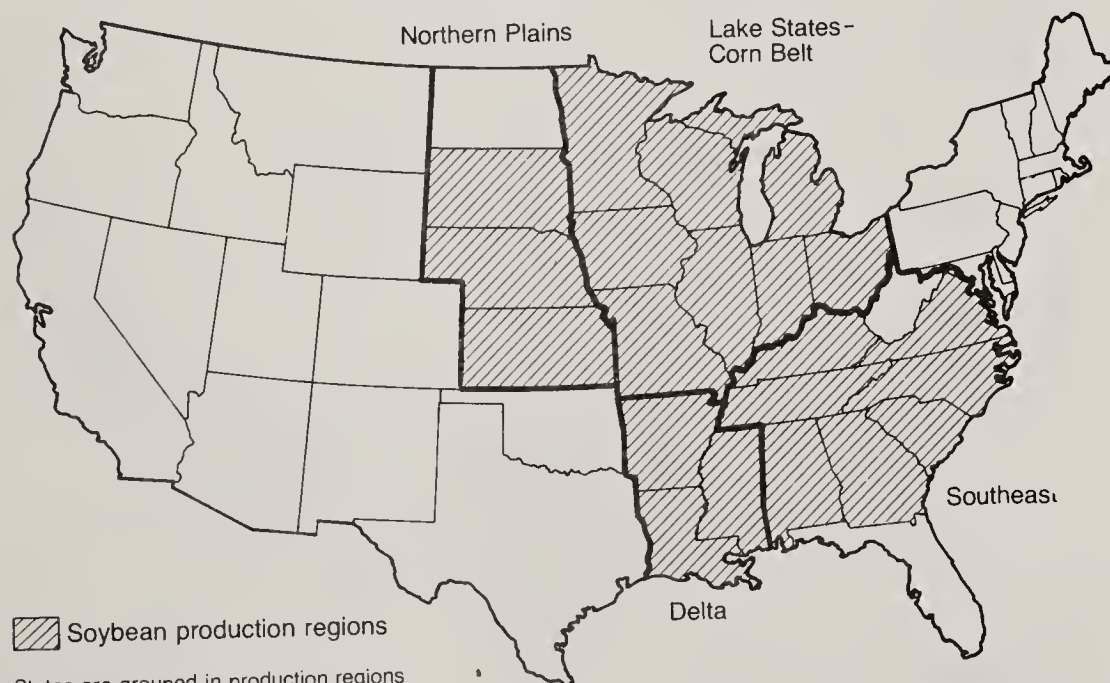 Northern Plains
Lake States-
Corn Belt
Southeast
Delta
Soybean production regions
States are grouped in production regions